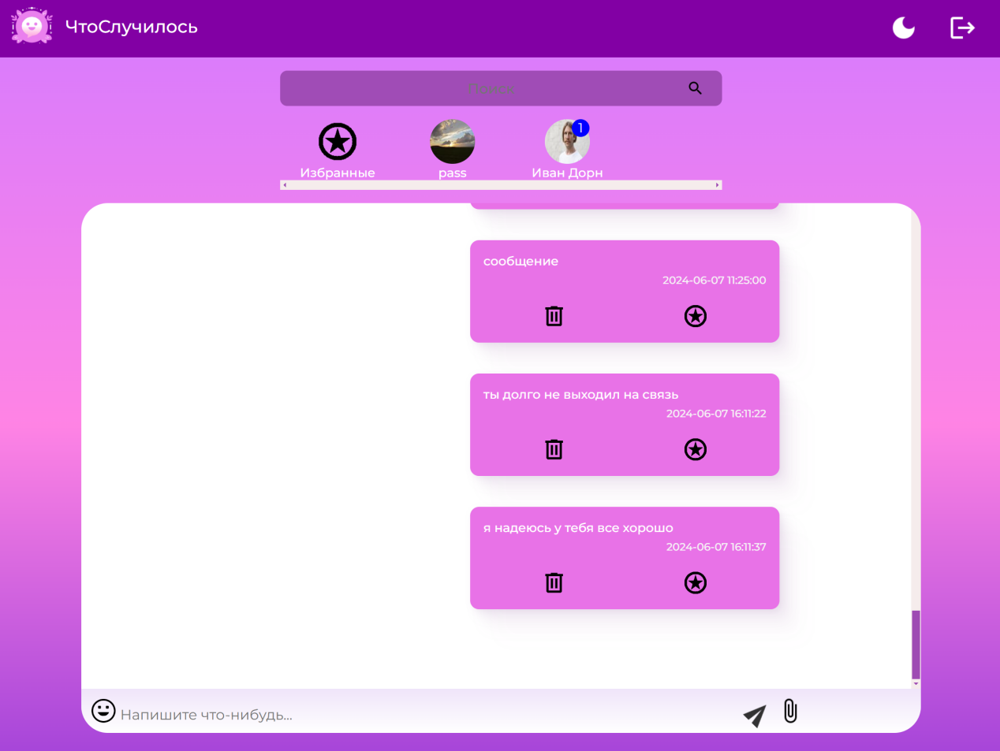 ЧтоСлучилось
Поиск
1
Избранные
pass
Иван Дорн
сообщение
2024-06-07 11:25:00
ты долго не выходил на связь
2024-06-07 16:11:22
я надеюсь у тебя все хорошо
2024-06-07 16:11:37
Напишите что-нибудь...